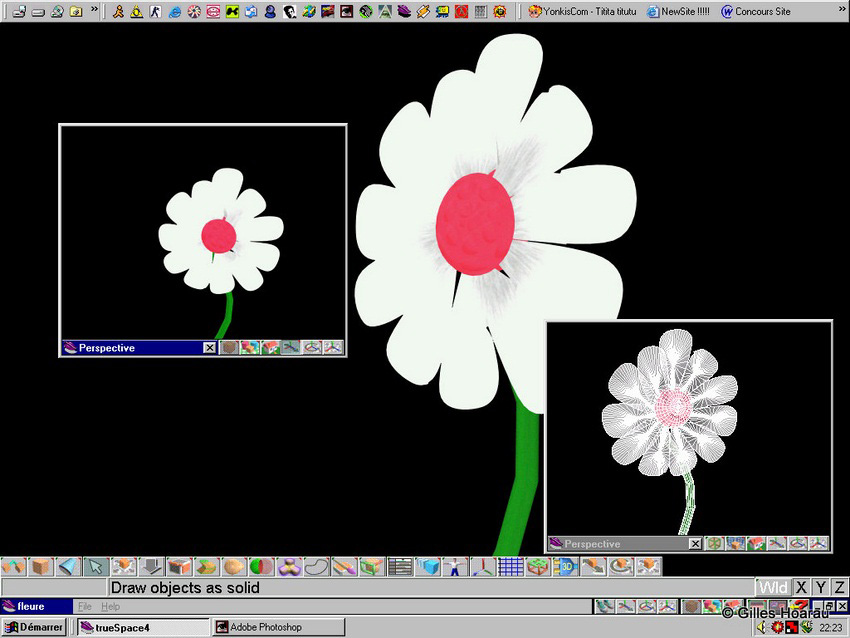 YonkisCom - Titita titutu NewSite !!!!! Concours Site
Perspective
Perspective
3D
Draw objects as solid
Wld X Y Z
fleure File Help
© Gilles Hoarau
Démarrer trueSpace4 Adobe Photoshop 22:23